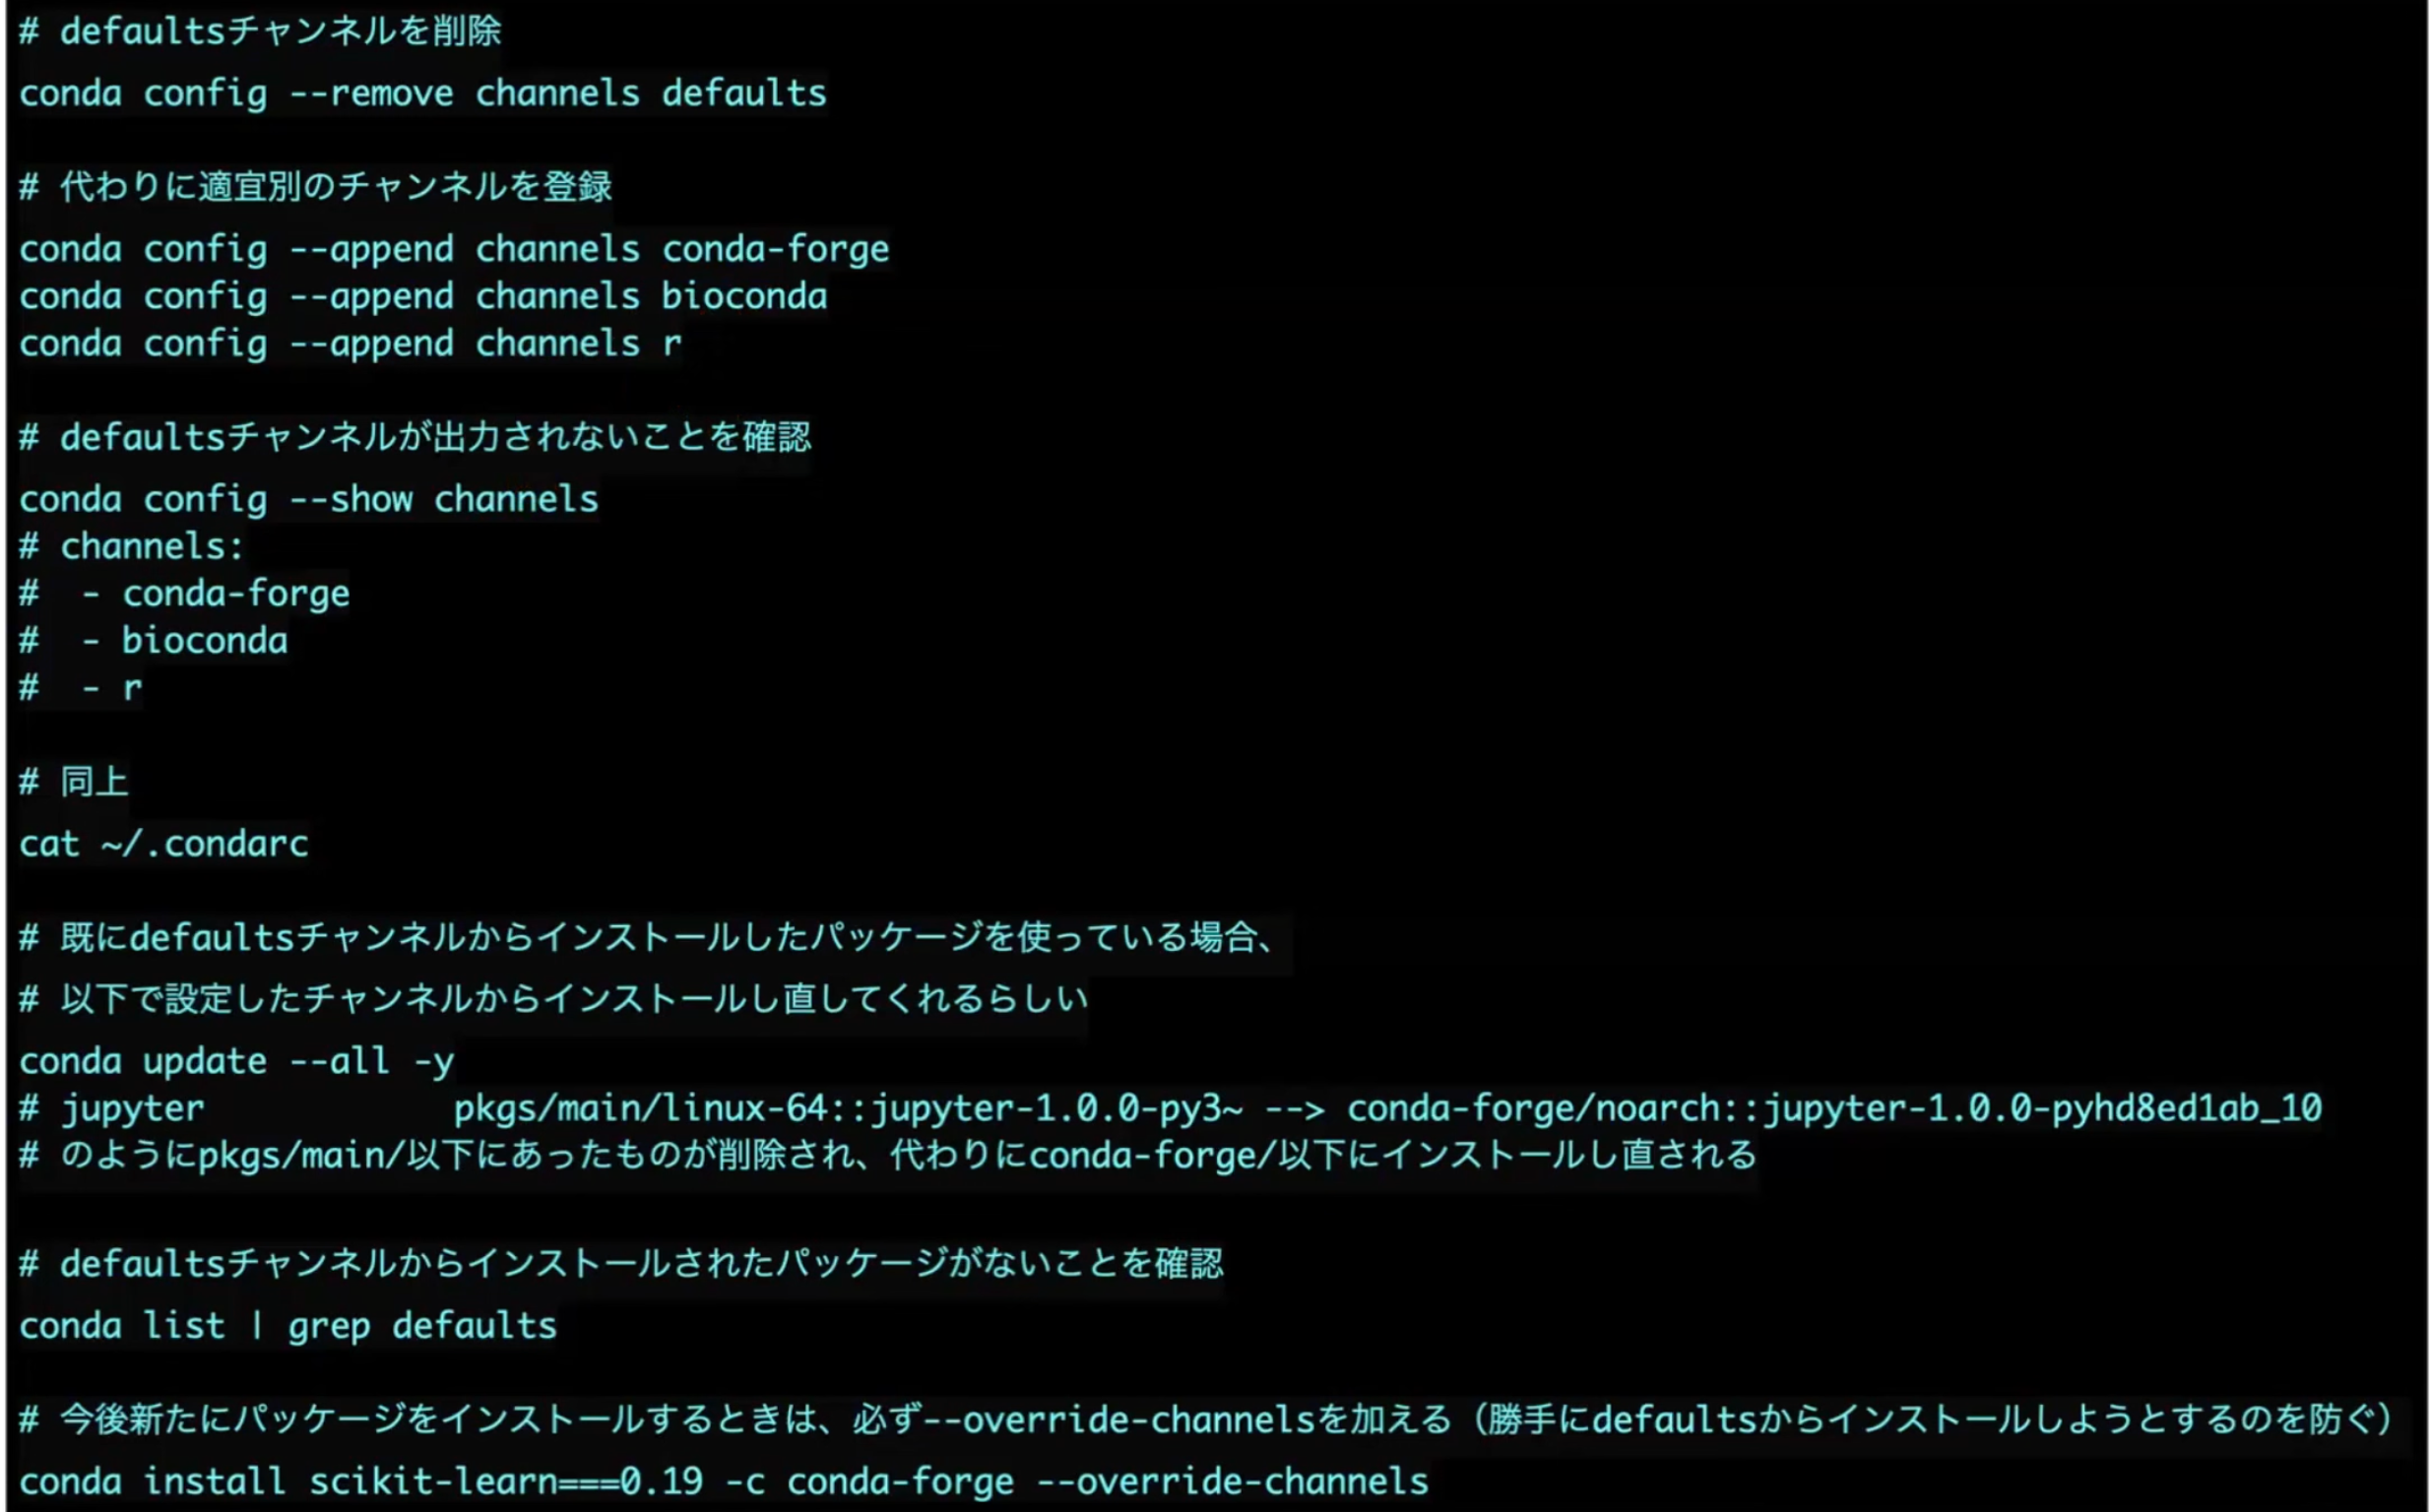 # defaultsチャンネルを削除
conda config --remove channels defaults
# 代わりに適宜別のチャンネルを登録
conda config --append channels conda-forge
conda config --append channels bioconda
conda config --append channels r
# defaultsチャンネルが出力されないことを確認
conda config --show channels
# channels:
#  - conda-forge
#  - bioconda
#  - r
# 同上
cat ~/.condarc
# 既にdefaultsチャンネルからインストールしたパッケージを使っている場合、
# 以下で設定したチャンネルからインストールし直してくれるらしい
conda update --all -y
# jupyter            pkgs/main/linux-64::jupyter-1.0.0-py3~ --> conda-forge/noarch::jupyter-1.0.0-pyhd8ed1ab_10
# のようにpkgs/main/以下にあったものが削除され、代わりにconda-forge/以下にインストールし直される
# defaultsチャンネルからインストールされたパッケージがないことを確認
conda list | grep defaults
# 今後新たにパッケージをインストールするときは、必ず--override-channelsを加える（勝手にdefaultsからインストールしようとするのを防ぐ）
conda install scikit-learn===0.19 -c conda-forge --override-channels